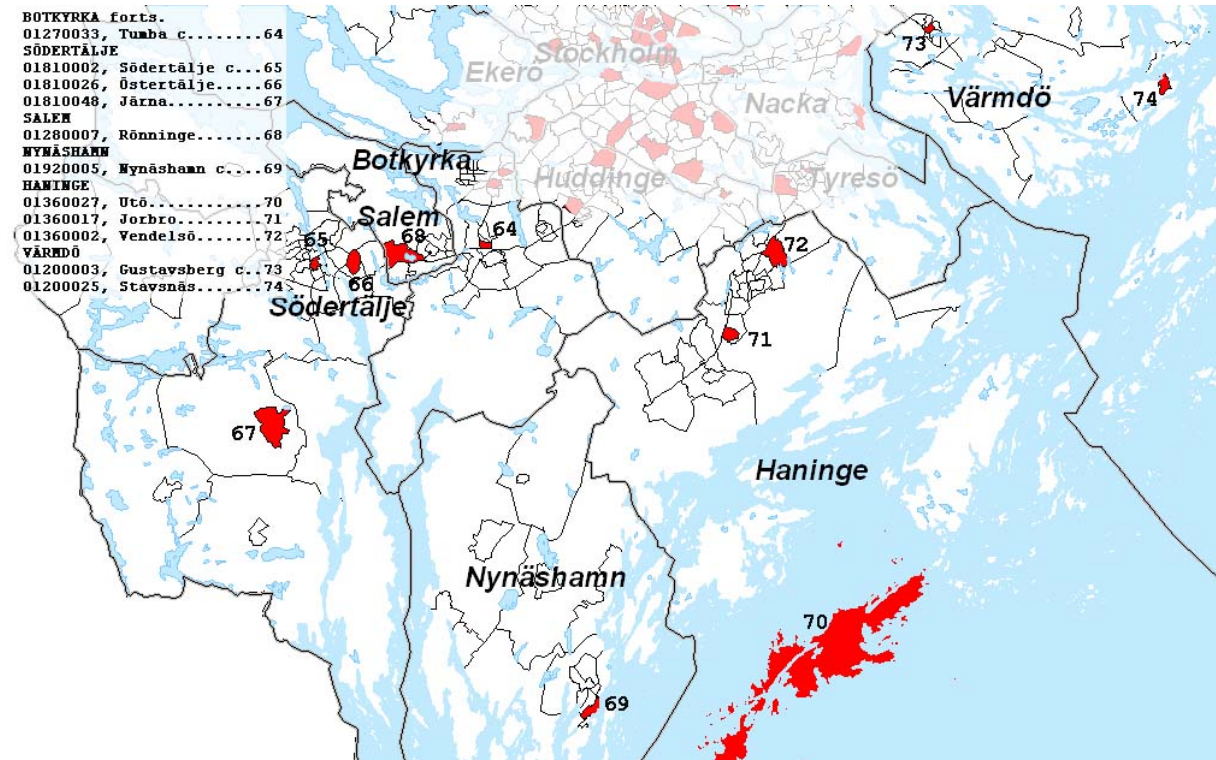 BOTKYRKA forts.
01270033, Tumba c........64
SÖDERTÄLJE
01810002, Södertälje c...65
01810026, Östertälje.....66
01810048, Järna..........67
SALEM
01280007, Rönninge.......68
NYNÄSHAMN
01920005, Nynäshamn c....69
HANINGE
01360027, Utö............70
01360017, Jorbro.........71
01360002, Vendelsö.......72
VÄRMDÖ
01200003, Gustavsberg c..73
01200025, Stavsnäs.......74
Stockholm
Ekerö
Nacka
73
Värmdö
74
Botkyrka
Huddinge
Tyresö
Salem
65
68
64
72
66
Södertälje
71
67
Haninge
Nynäshamn
70
69